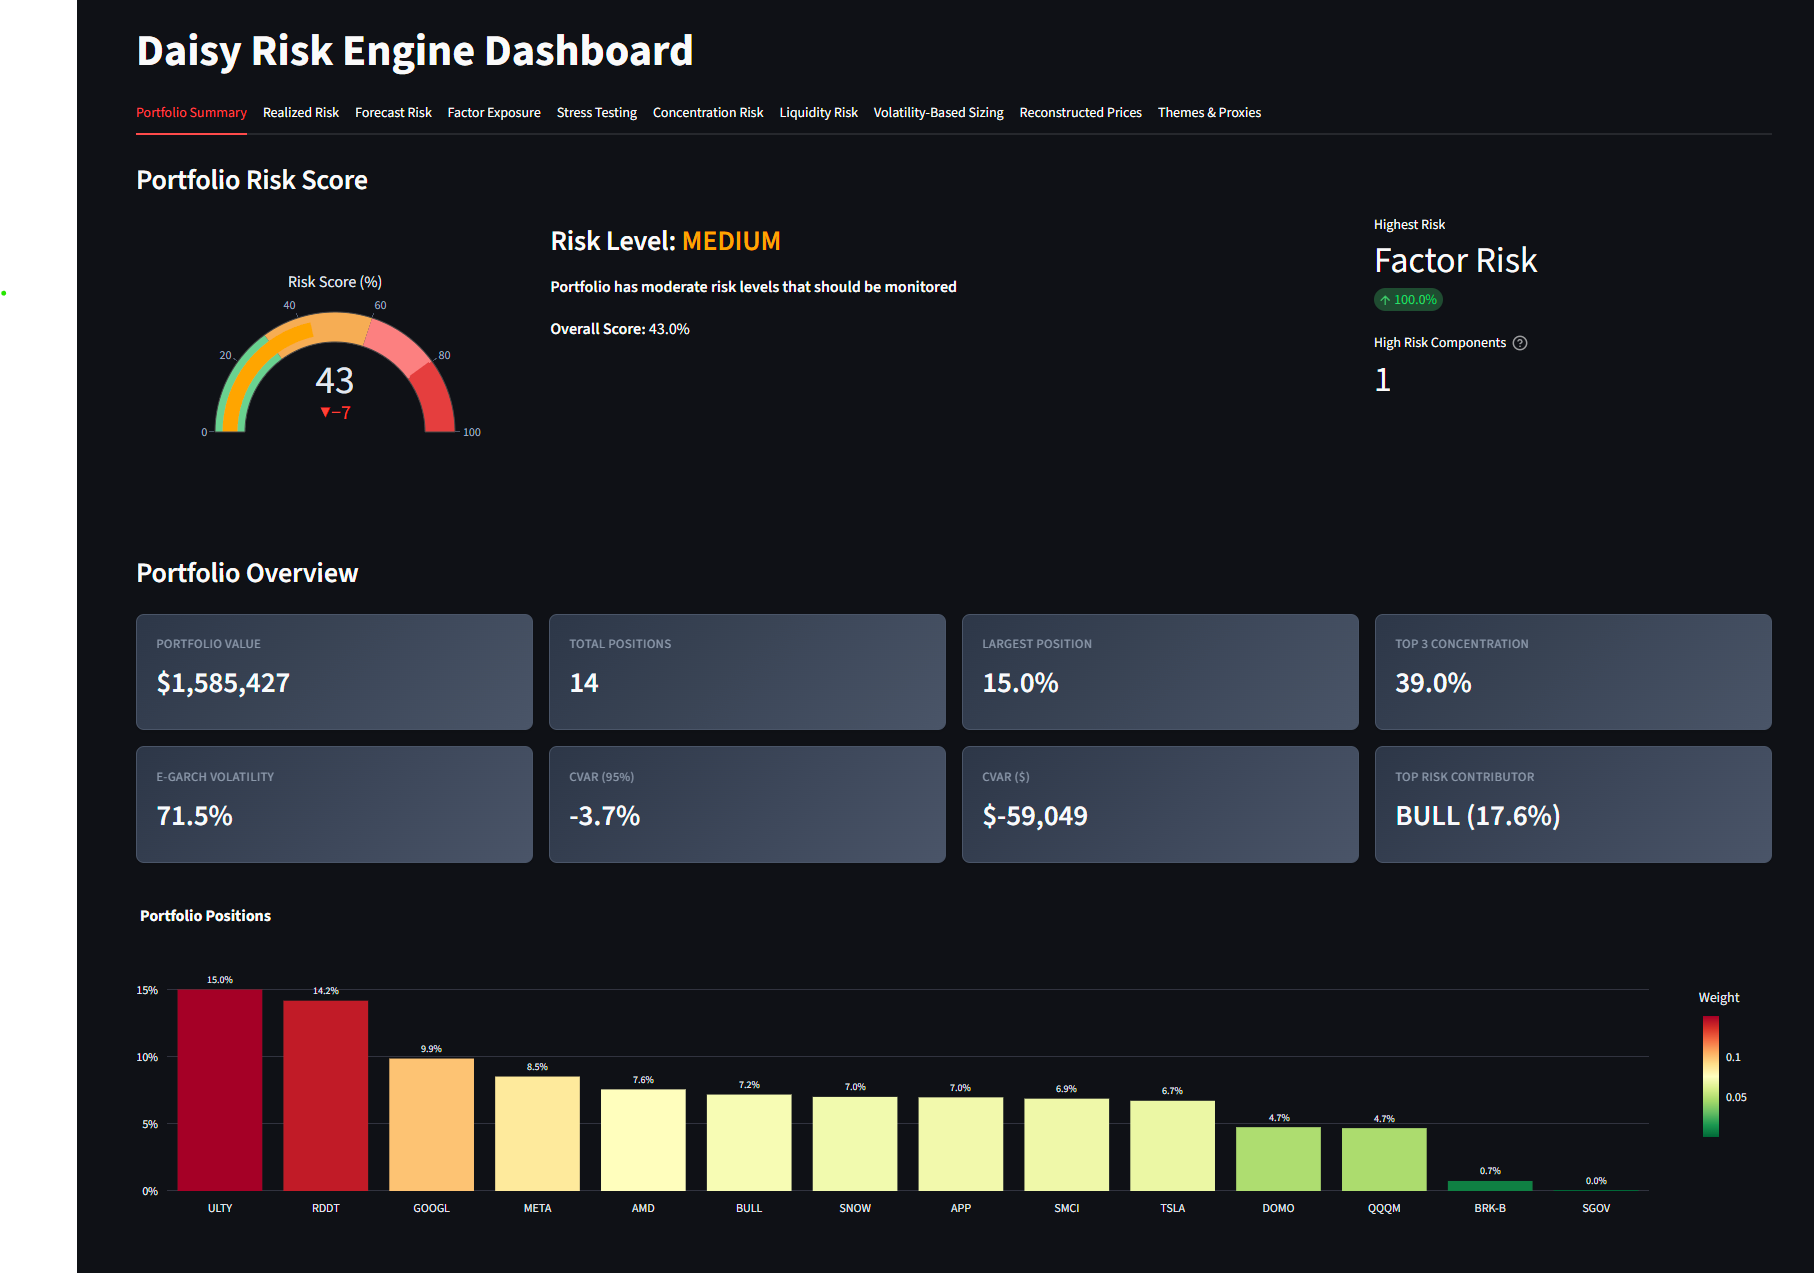 Daisy Risk Engine Dashboard
Portfolio Summary Realized Risk Forecast Risk Factor Exposure Stress Testing Concentration Risk Liquidity Risk Volatility-Based Sizing Reconstructed Prices Themes & Proxies
Portfolio Risk Score
Risk Score (%)
0
20
40
60
80
100
43
▼−7
Risk Level: MEDIUM
Portfolio has moderate risk levels that should be monitored
Overall Score: 43.0%
Highest Risk
Factor Risk
↑ 100.0%
High Risk Components ?
1
Portfolio Overview
PORTFOLIO VALUE
$1,585,427
TOTAL POSITIONS
14
LARGEST POSITION
15.0%
TOP 3 CONCENTRATION
39.0%
E-GARCH VOLATILITY
71.5%
CVAR (95%)
-3.7%
CVAR ($)
$-59,049
TOP RISK CONTRIBUTOR
BULL (17.6%)
Portfolio Positions
15%
10%
5%
0%
15.0% 14.2% 9.9% 8.5% 7.6% 7.2% 7.0% 7.0% 6.9% 6.7% 4.7% 4.7% 0.7% 0.0%
ULTY RDDT GOOGL META AMD BULL SNOW APP SMCI TSLA DOMO QQQM BRK-B SGOV
Weight
0.1
0.05